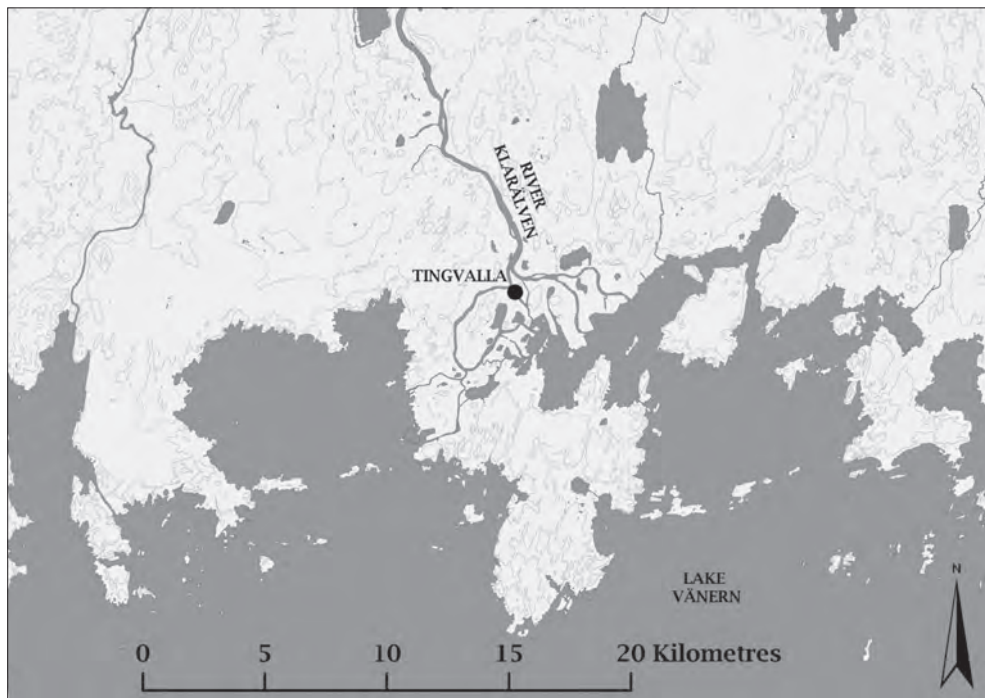 RIVER
KLARÄLVEN
TINGVALLA
LAKE
VÄNERN
N
0 5 10 15 20 Kilometres